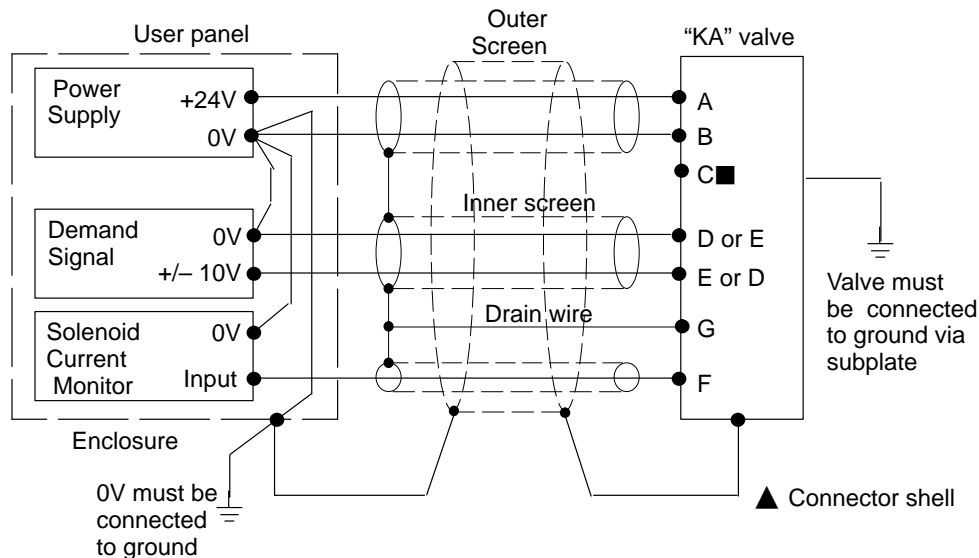 User panel
Outer
Screen
“KA” valve
Power
Supply
+24V
0V
A
B
C■
Inner screen
Demand
Signal
0V
+/– 10V
D or E
E or D
Valve must
be connected
to ground via
subplate
Drain wire
G
Solenoid
Current
Monitor
0V
Input
F
Enclosure
0V must be
connected
to ground
▲ Connector shell